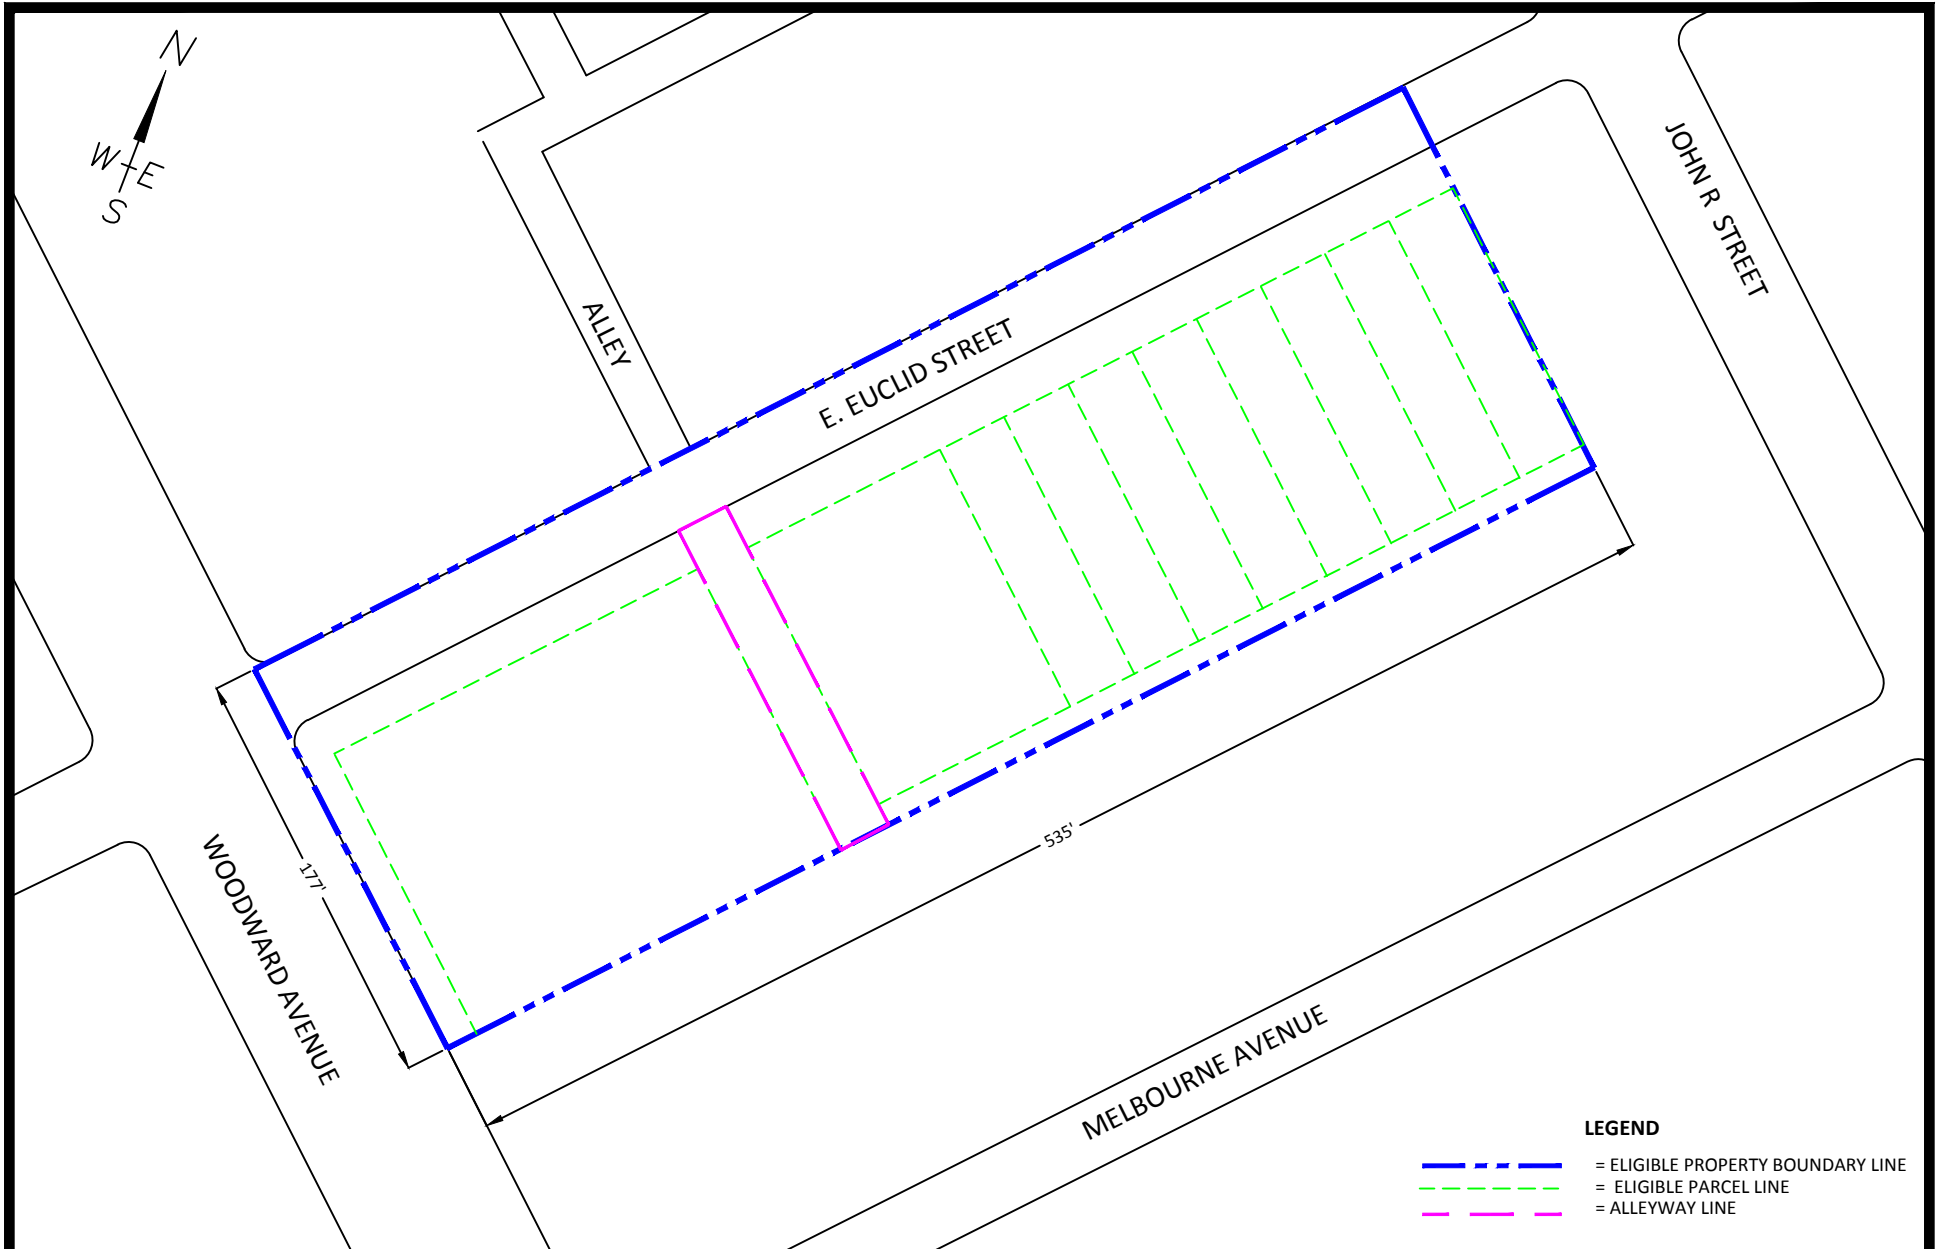 N
W E
S
ALLEY
JOHN R STREET
E. EUCLID STREET
177'
535'
WOODWARD AVENUE
MELBOURNE AVENUE
LEGEND
= ELIGIBLE PROPERTY BOUNDARY LINE
= ELIGIBLE PARCEL LINE
= ALLEYWAY LINE